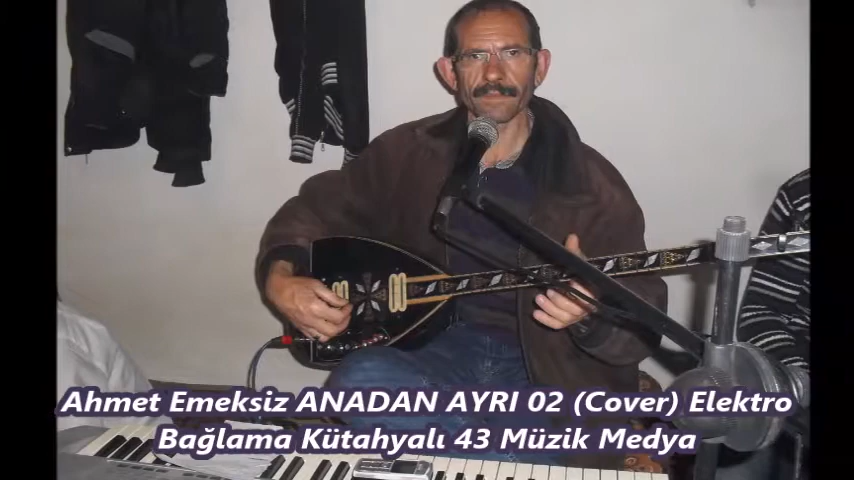 Ahmet Emeksiz ANADAN AYRI 02 (Cover) Elektro
Bağlama Kütahyalı 43 Müzik Medya